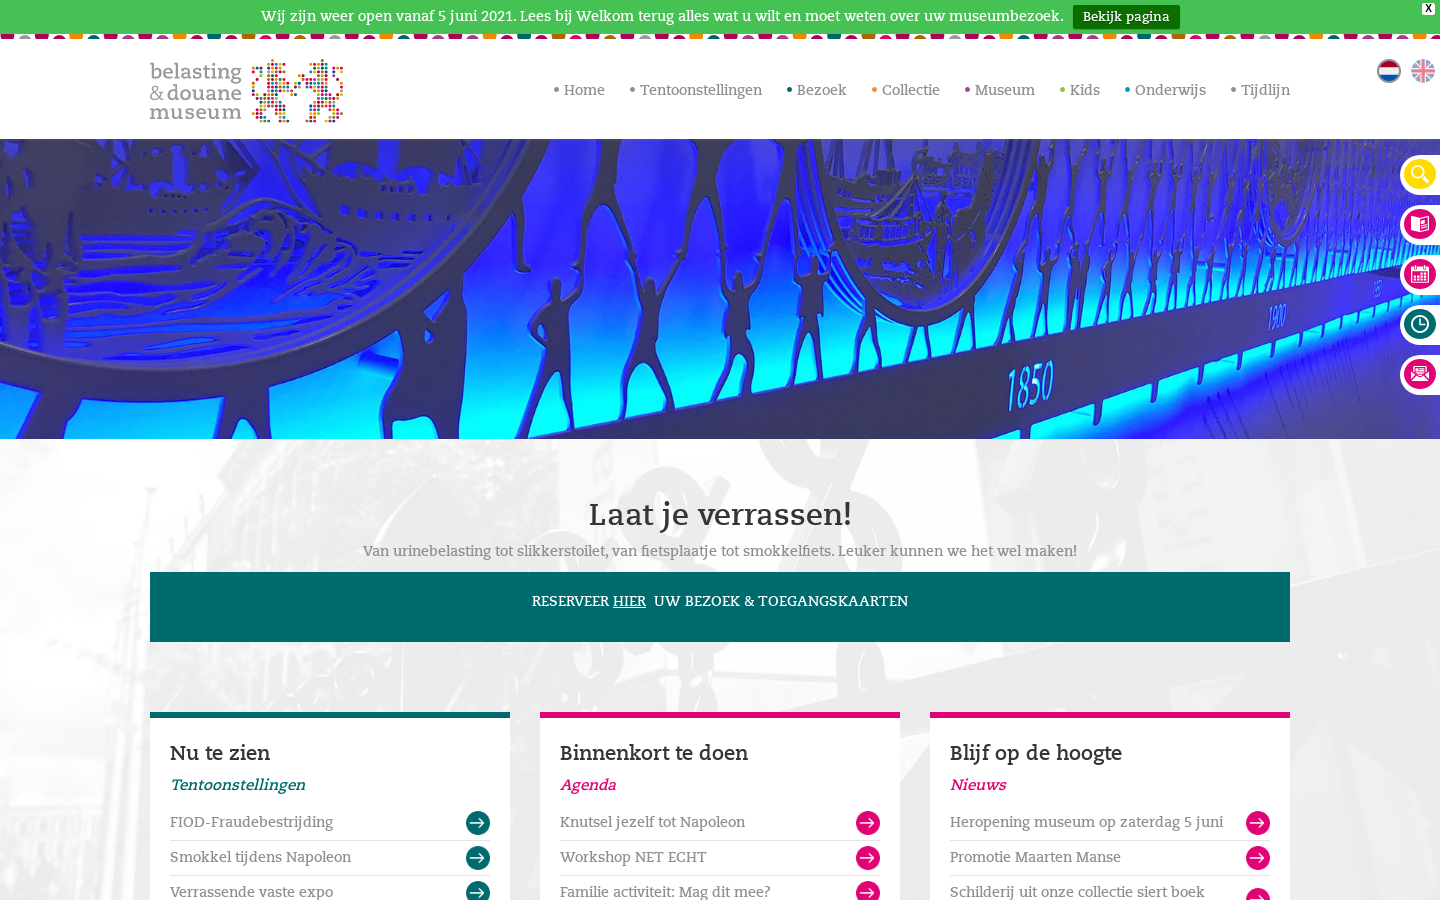 Wij zijn weer open vanaf 5 juni 2021. Lees bij Welkom terug alles wat u wilt en moet weten over uw museumbezoek. Bekijk pagina X
belasting
&douane
museum
Home Tentoonstellingen Bezoek Collectie Museum Kids Onderwijs Tijdlijn
1850
1900
Laat je verrassen!
Van urinebelasting tot slikkerstoilet, van fietsplaatje tot smokkelfiets. Leuker kunnen we het wel maken!
RESERVEER HIER UW BEZOEK & TOEGANGSKAARTEN
Nu te zien
Tentoonstellingen
FIOD-Fraudebestrijding
Smokkel tijdens Napoleon
Verrassende vaste expo
Binnenkort te doen
Agenda
Knutsel jezelf tot Napoleon
Workshop NET ECHT
Familie activiteit: Mag dit mee?
Blijf op de hoogte
Nieuws
Heropening museum op zaterdag 5 juni
Promotie Maarten Manse
Schilderij uit onze collectie siert boek